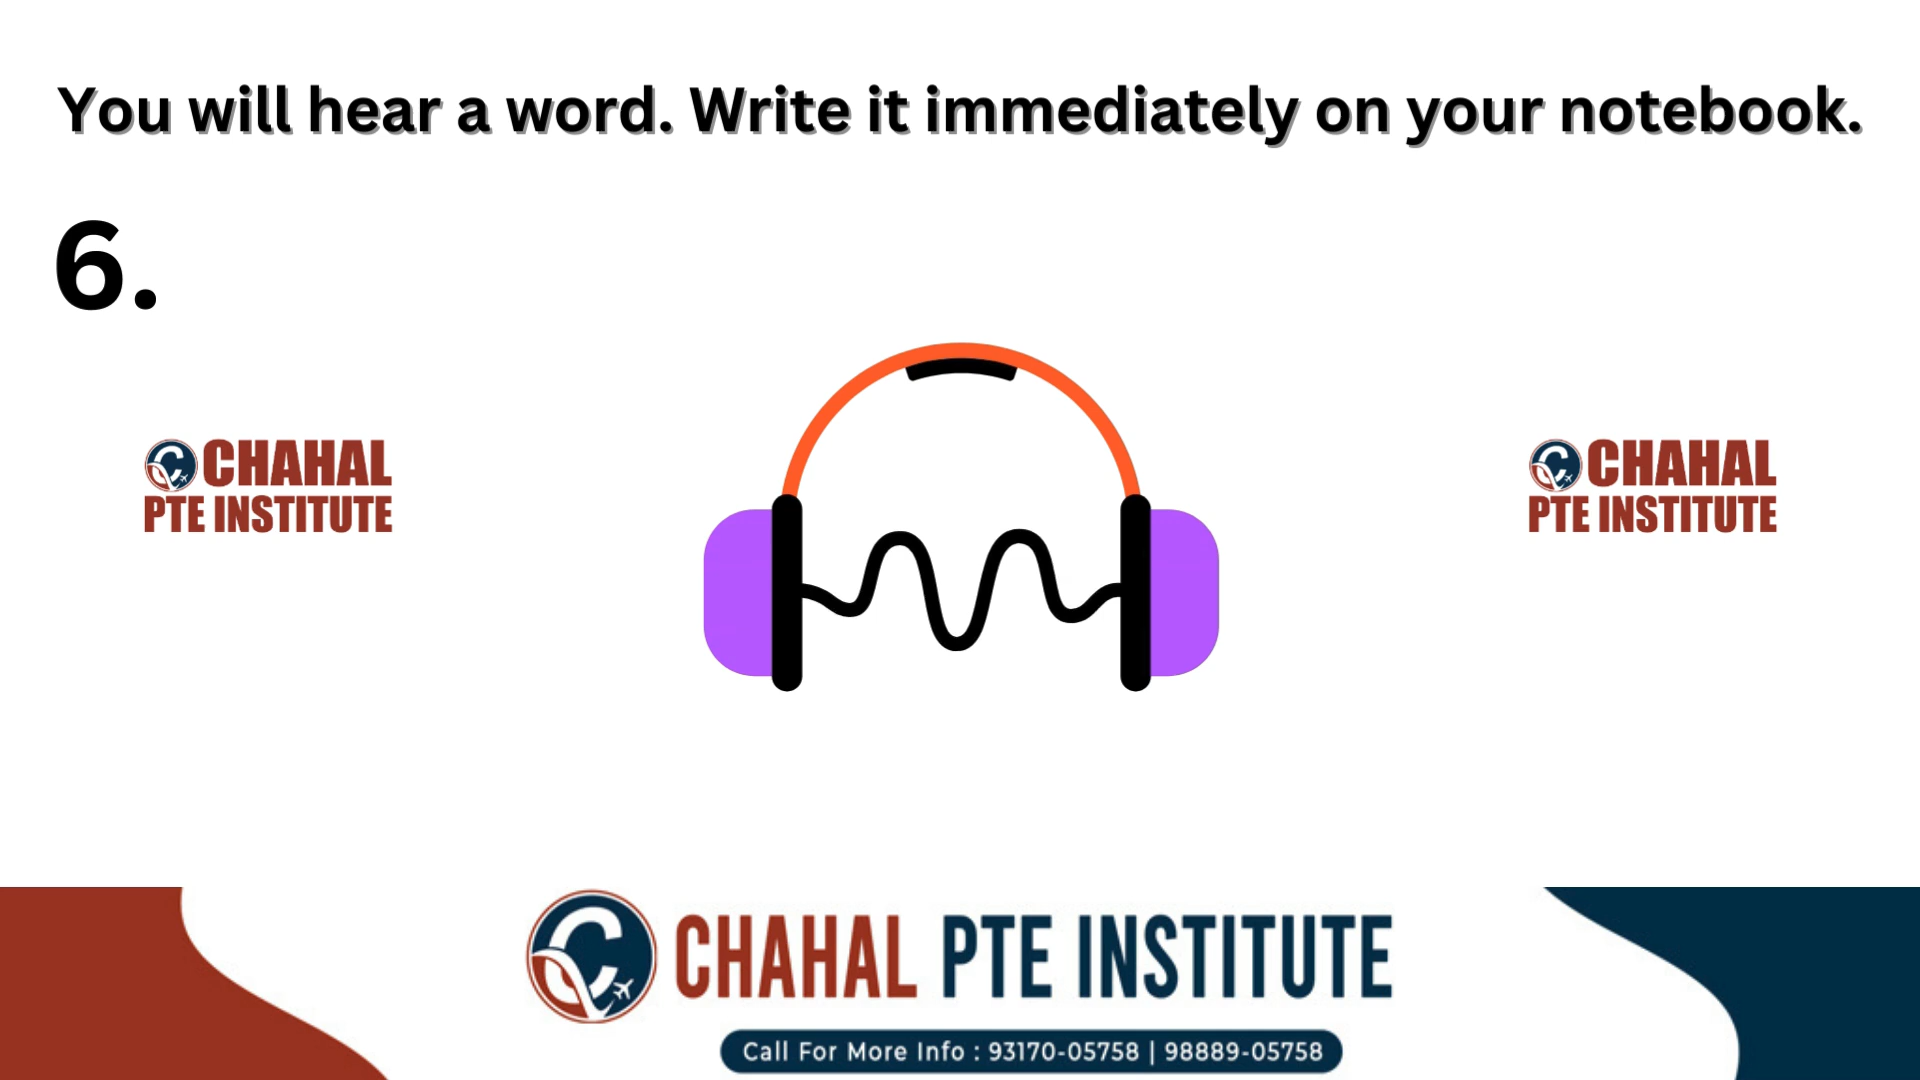 You will hear a word. Write it immediately on your notebook.
6.
CHAHAL
PTE INSTITUTE
CHAHAL
PTE INSTITUTE
CHAHAL PTE INSTITUTE
Call For More Info : 93170-05758 | 98889-05758